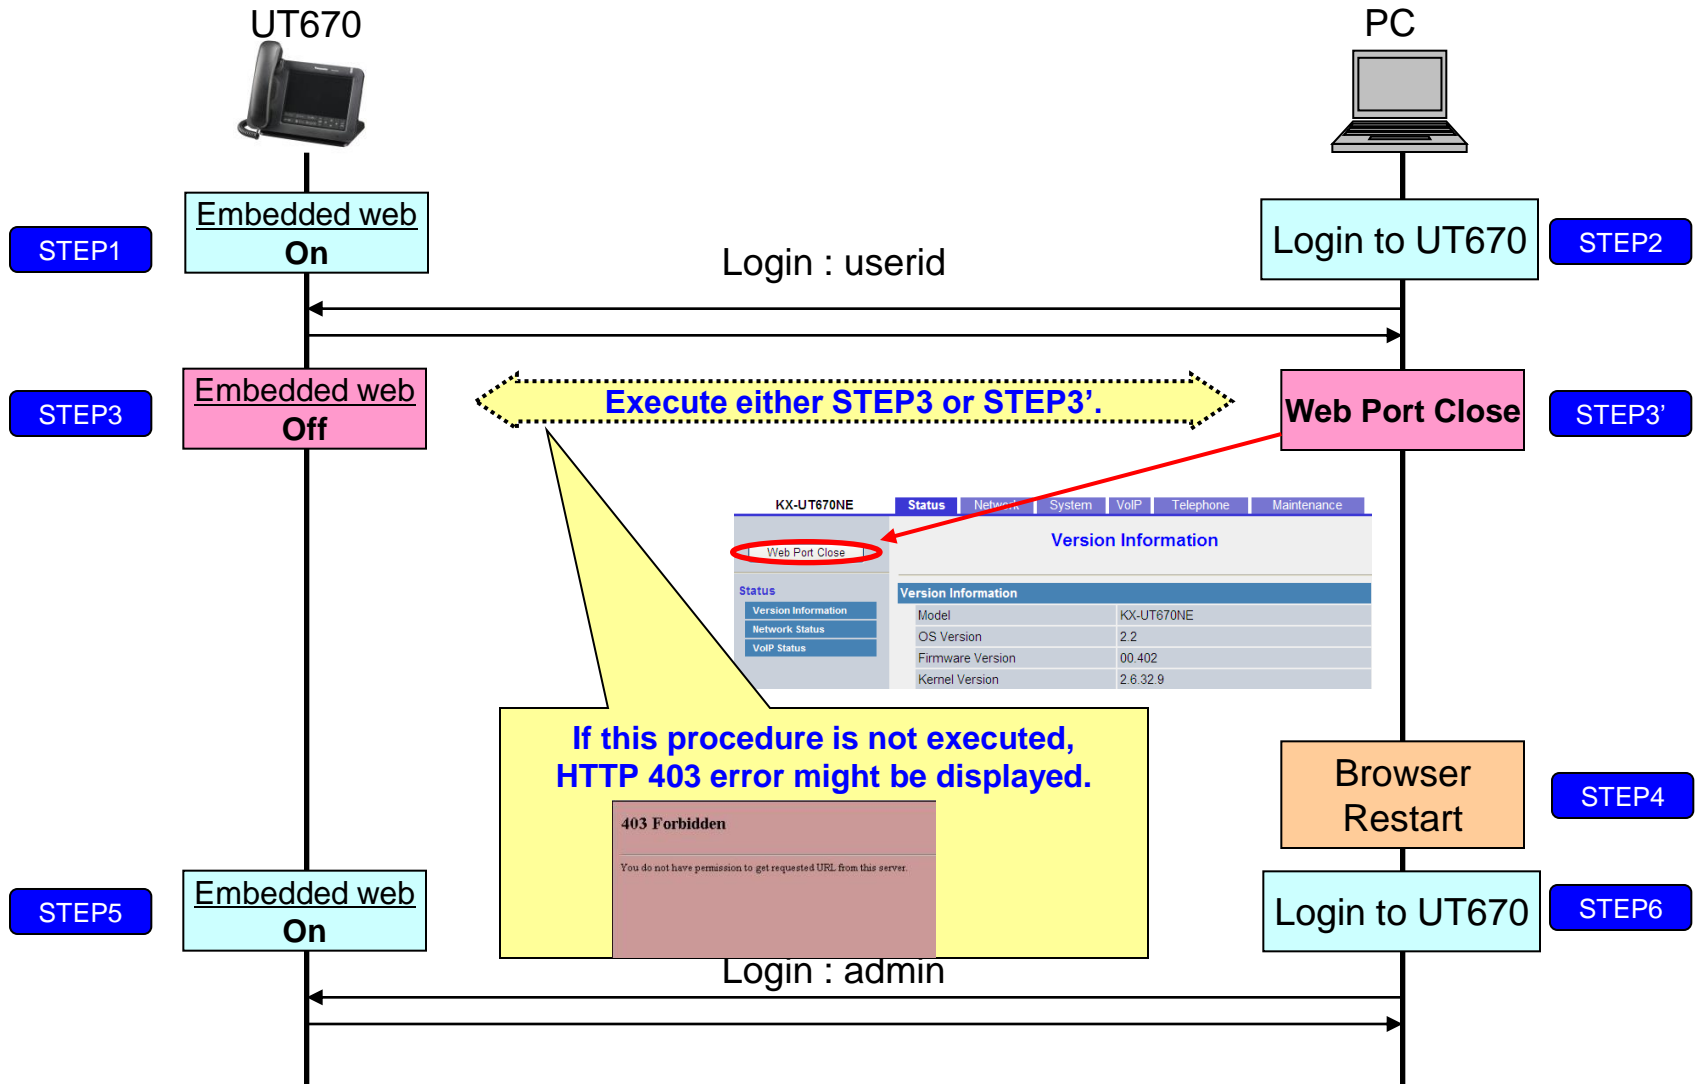 UT670
PC
Embedded web
On
STEP1
Login to UT670
STEP2
Login : userid
Embedded web
Off
STEP3
Execute either STEP3 or STEP3’.
Web Port Close
STEP3’
KX-UT670NE
Status
Network
System
VoIP
Telephone
Maintenance
Web Port Close
Version Information
Status
Version Information
Network Status
VoIP Status
Version Information
Model KX-UT670NE
OS Version 2.2
Firmware Version 00.402
Kernel Version 2.6.32.9
If this procedure is not executed,
HTTP 403 error might be displayed.
403 Forbidden
You do not have permission to get requested URL from this server.
Browser
Restart
STEP4
Embedded web
On
STEP5
Login to UT670
STEP6
Login : admin